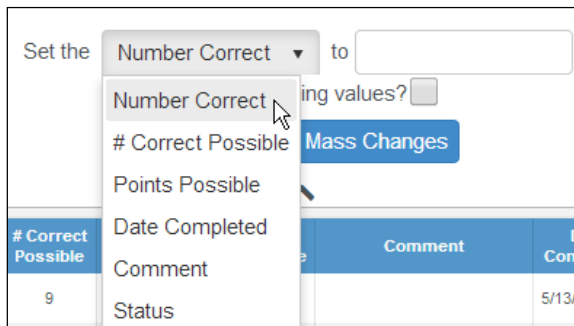 Set the Number Correct to
Number Correct ing values?
# Correct Possible Mass Changes
Points Possible
Date Completed
Comment
Status
# Correct Possible
Comment
9
5/13/